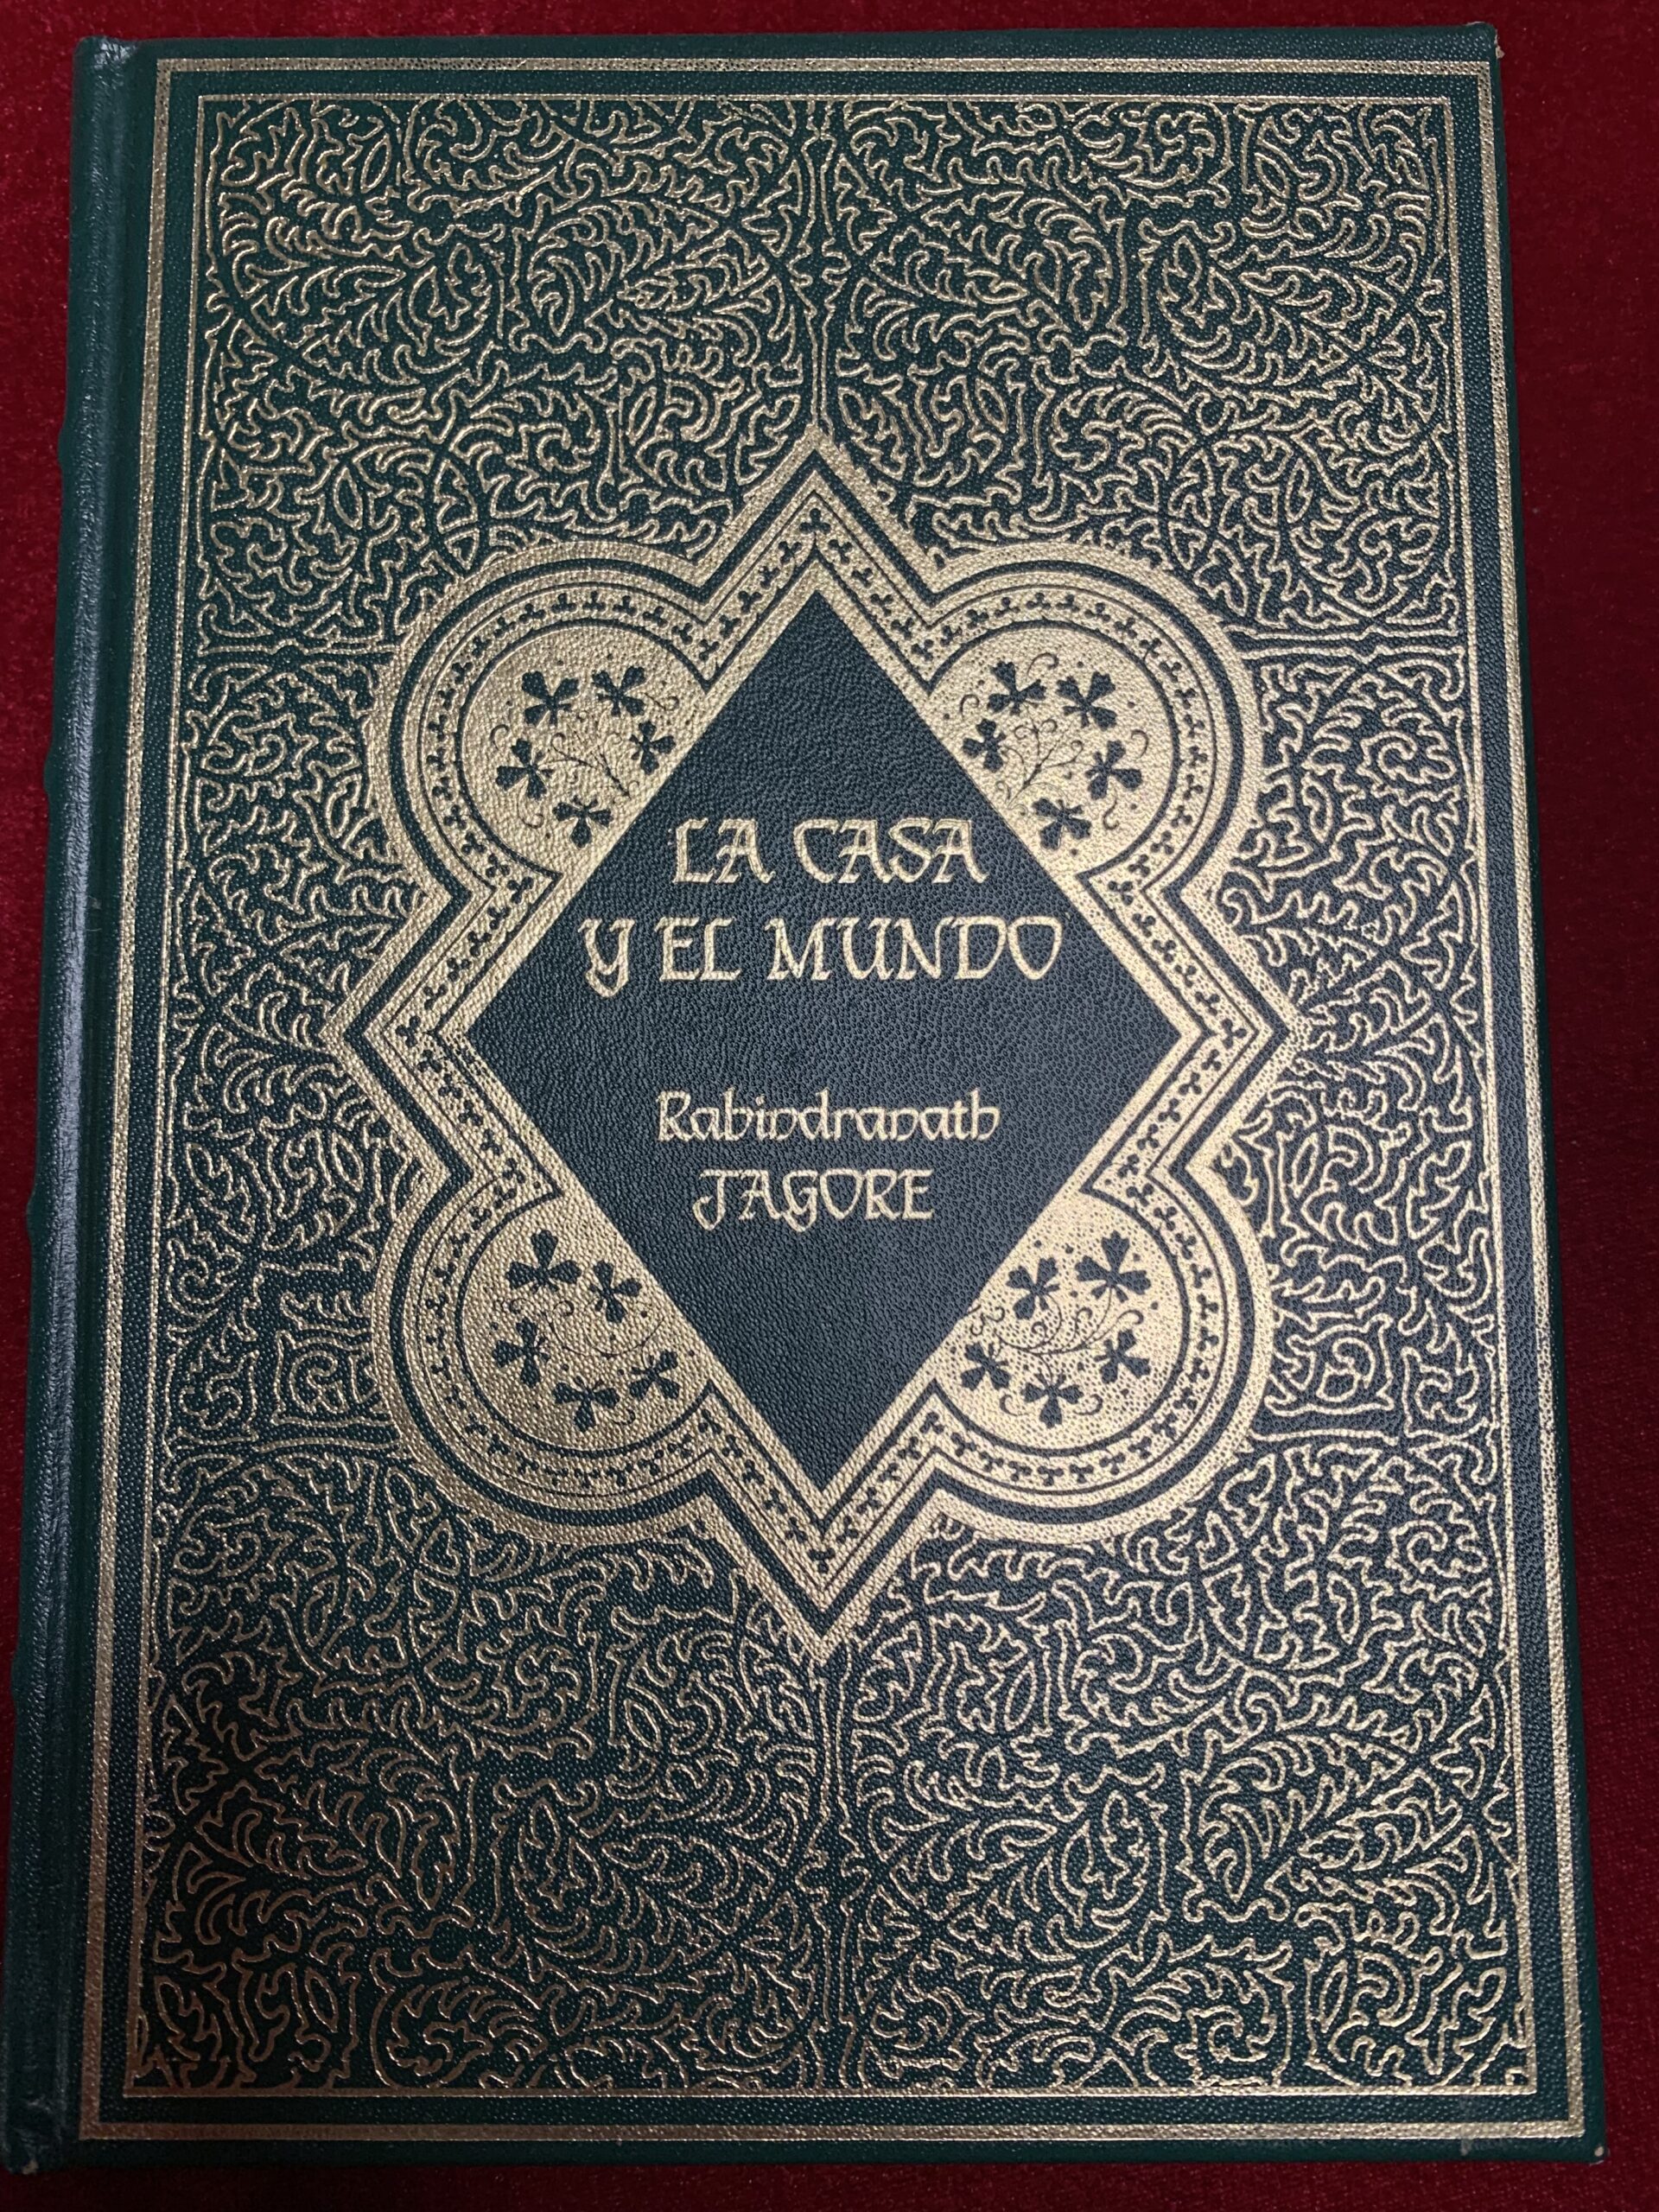 LA CASA
Y EL MUNDO
Rabindranath
TAGORE